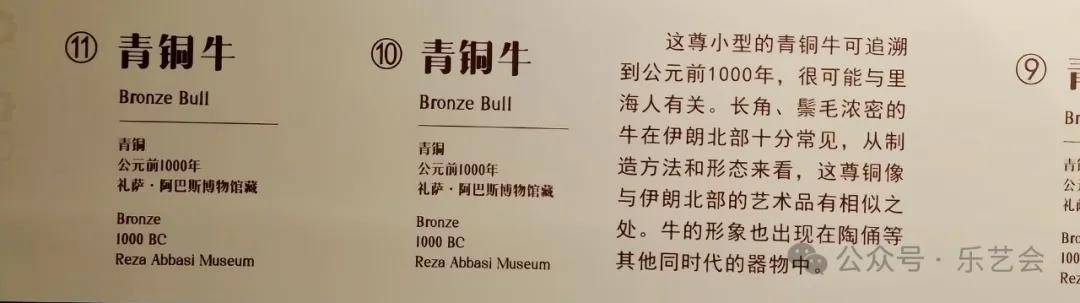 ⑪ 青铜牛
Bronze Bull
青铜
公元前1000年
礼萨·阿巴斯博物馆藏
Bronze
1000 BC
Reza Abbasi Museum
⑩ 青铜牛
Bronze Bull
青铜
公元前1000年
礼萨·阿巴斯博物馆藏
Bronze
1000 BC
Reza Abbasi Museum
这尊小型的青铜牛可追溯
到公元前1000年，很可能与里
海人有关。长角、鬃毛浓密的
牛在伊朗北部十分常见，从制
造方法和形态来看，这尊铜像
与伊朗北部的艺术品有相似之
处。牛的形象也出现在陶俑等
其他同时代的器物中。
⑨
公众号·乐艺会